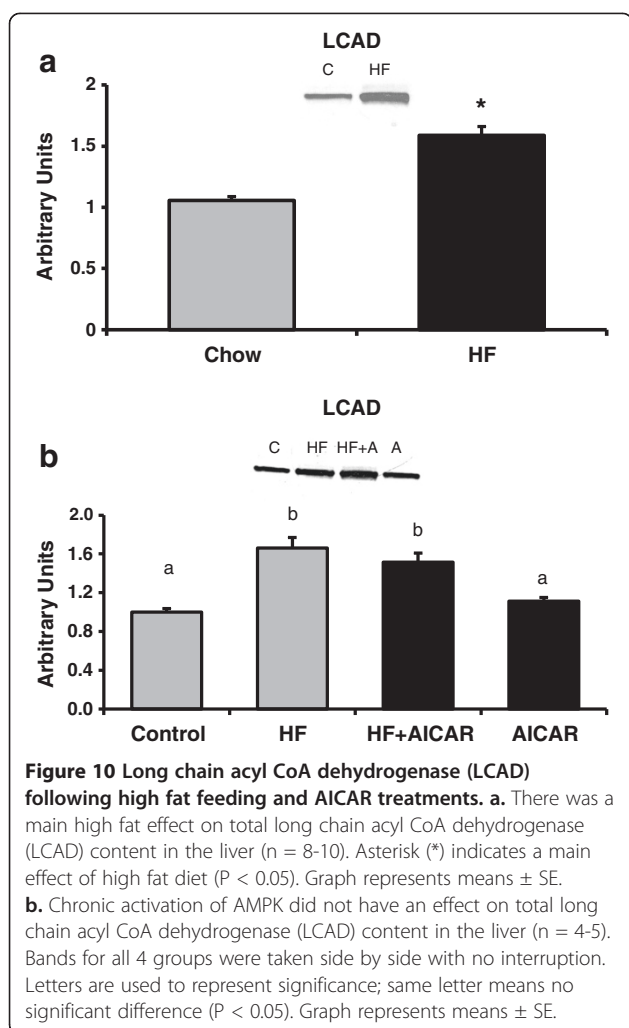 LCAD
a
C HF
2
*
1.5
1
0.5
0
Arbitrary Units
Chow HF
LCAD
b
C HF HF+A A
2.0
1.6
1.2
0.8
0.4
0.0
Arbitrary Units
a b b a
Control HF HF+AICAR AICAR
Figure 10 Long chain acyl CoA dehydrogenase (LCAD)
following high fat feeding and AICAR treatments. a. There was a
main high fat effect on total long chain acyl CoA dehydrogenase
(LCAD) content in the liver (n = 8-10). Asterisk (*) indicates a main
effect of high fat diet (P < 0.05). Graph represents means ± SE.
b. Chronic activation of AMPK did not have an effect on total long
chain acyl CoA dehydrogenase (LCAD) content in the liver (n = 4-5).
Bands for all 4 groups were taken side by side with no interruption.
Letters are used to represent significance; same letter means no
significant difference (P < 0.05). Graph represents means ± SE.